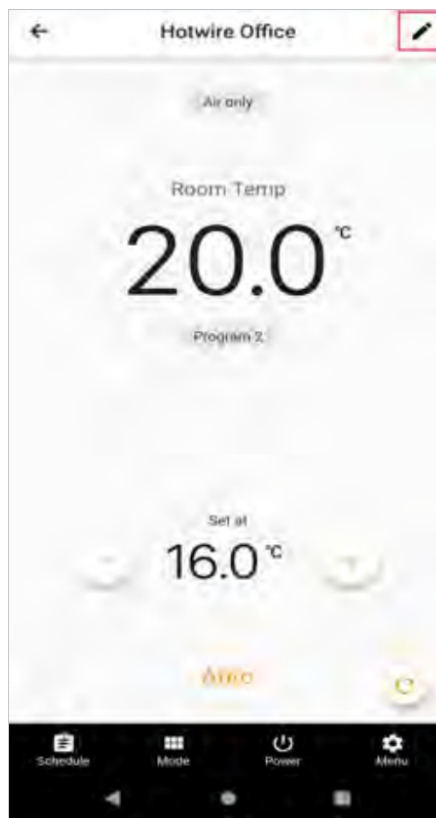 Hotwire Office
Air only
Room Temp
20.0 °C
Program 2
Set at
16.0 °C
Auto
Schedule
Mode
Power
Menu